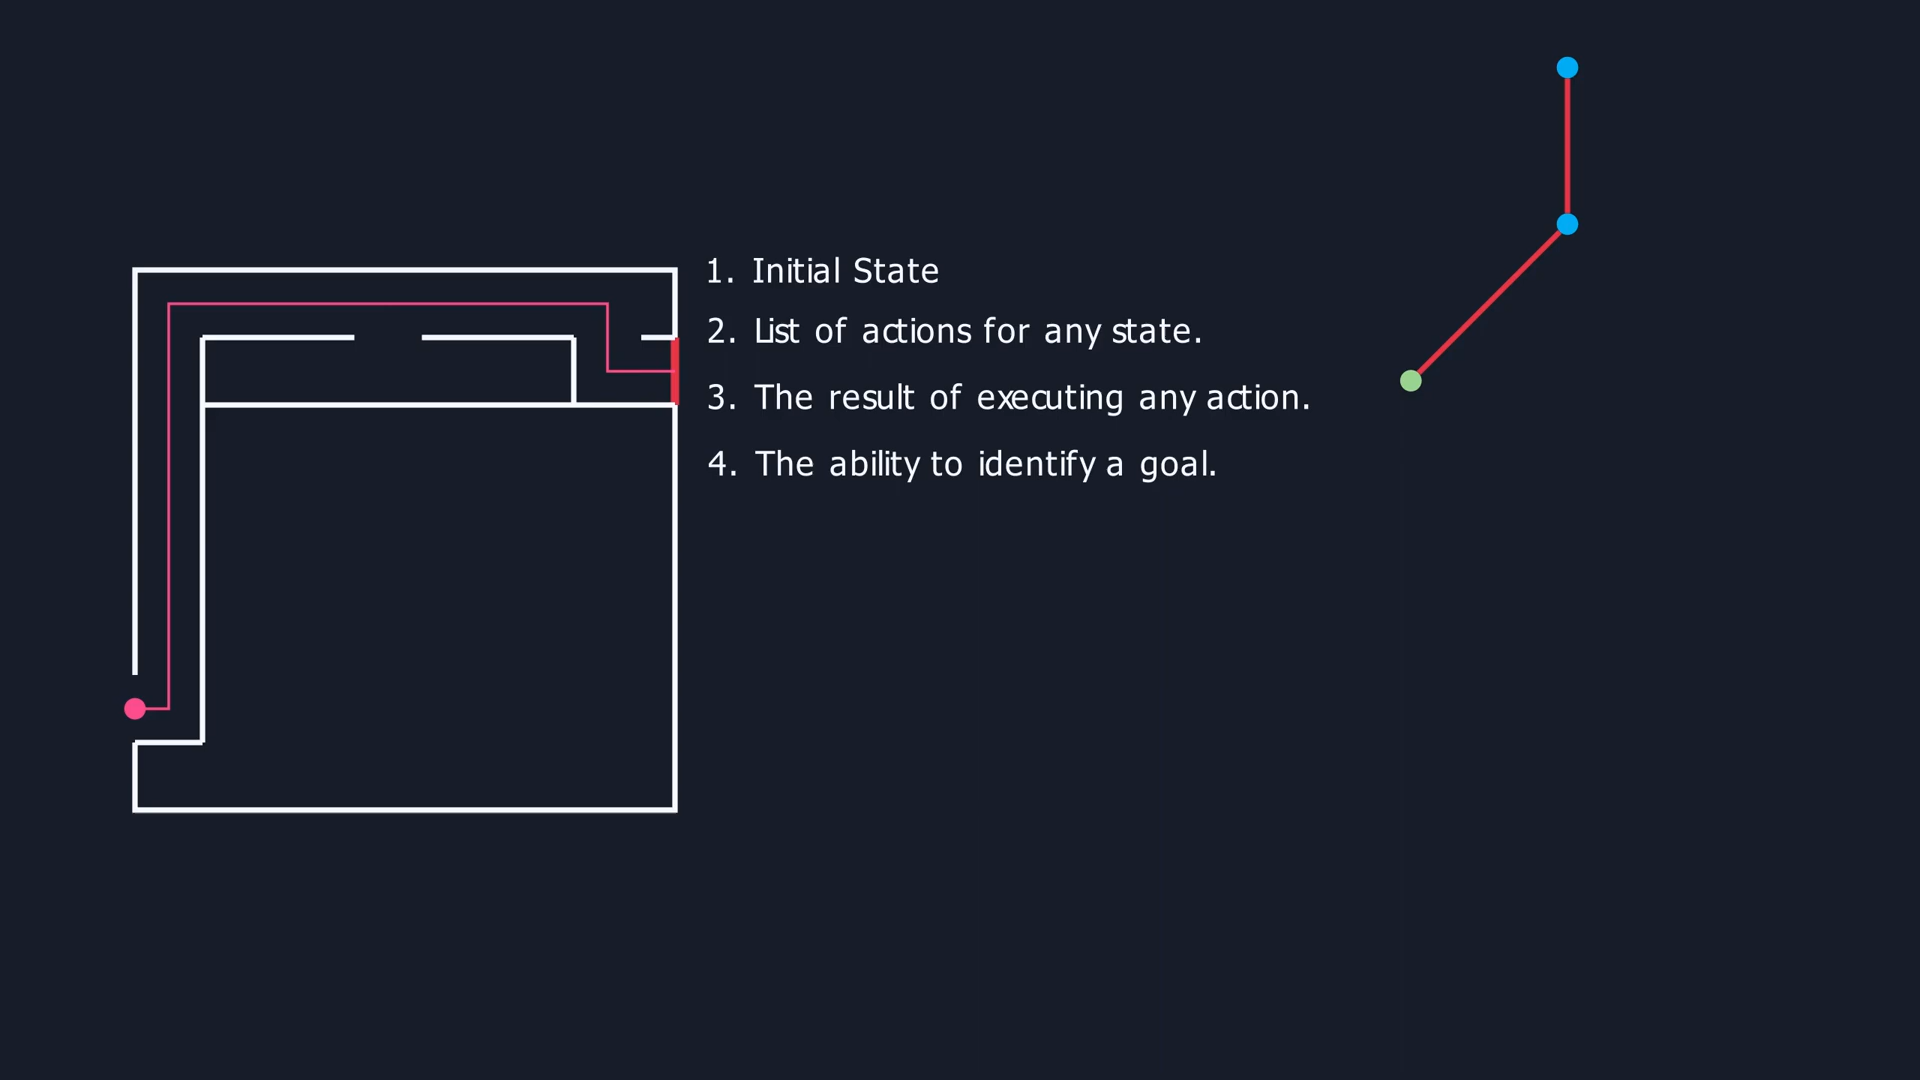 1. Initial State
2. List of actions for any state.
3. The result of executing any action.
4. The ability to identify a goal.